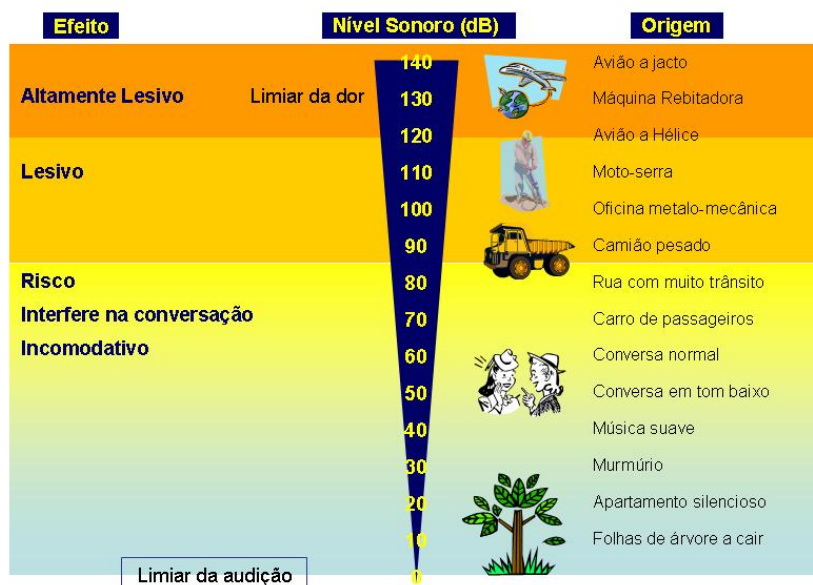 Efeito Nível Sonoro (dB) Origem
140 Avião a jacto
Altamente Lesivo Limiar da dor 130 Máquina Rebitadora
120 Avião a Hélice
Lesivo 110 Moto-serra
100 Oficina metalo-mecânica
90 Camião pesado
Risco 80 Rua com muito trânsito
Interfere na conversação 70 Carro de passageiros
Incomodativo 60 Conversa normal
50 Conversa em tom baixo
40 Música suave
30 Murmúrio
20 Apartamento silencioso
10 Folhas de árvore a cair
Limiar da audição 0